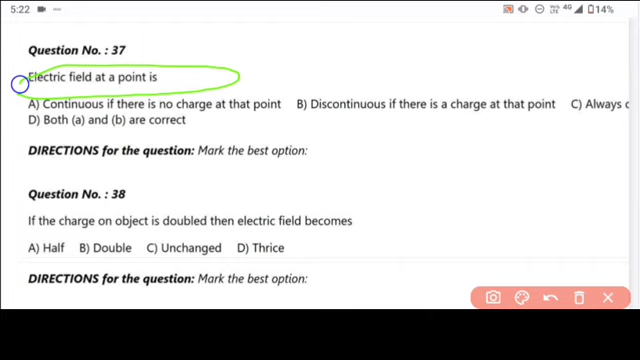 5:22
4G 14%
Question No. : 37
Electric field at a point is
A) Continuous if there is no charge at that point B) Discontinuous if there is a charge at that point C) Always c
D) Both (a) and (b) are correct
DIRECTIONS for the question: Mark the best option:
Question No. : 38
If the charge on object is doubled then electric field becomes
A) Half B) Double C) Unchanged D) Thrice
DIRECTIONS for the question: Mark the best option: